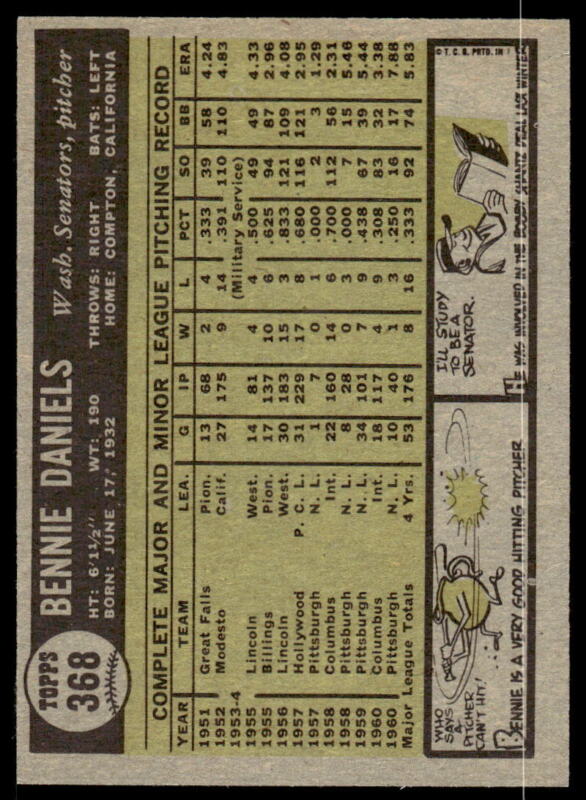 TOPPS
368
BENNIE DANIELS
Wash. Senators, pitcher
HT: 6'1½" WT: 190 THROWS: RIGHT BATS: LEFT
BORN: JUNE 17, 1932 HOME: COMPTON, CALIFORNIA
COMPLETE MAJOR AND MINOR LEAGUE PITCHING RECORD
YEAR TEAM LEA. G IP W L PCT SO BB ERA
1951 Great Falls Pion. 13 68 2 4 .333 39 58 4.24
1952 Modesto Calif. 27 175 9 14 .391 110 110 4.83
1953-4 (Military Service)
1955 Lincoln West. 14 81 4 4 .500 49 49 4.33
1955 Billings Pion. 17 137 10 6 .625 94 87 2.96
1956 Lincoln West. 30 183 15 3 .833 121 109 4.08
1957 Hollywood P. C. L. 31 229 17 8 .680 116 121 2.95
1957 Pittsburgh N. L. 1 7 0 1 .000 2 3 1.29
1958 Columbus Int. 22 160 14 6 .700 112 56 2.31
1958 Pittsburgh N. L. 8 28 0 3 .000 7 15 5.46
1959 Pittsburgh N. L. 34 101 7 9 .438 67 39 5.44
1960 Columbus Int. 18 117 4 9 .308 83 32 3.38
1960 Pittsburgh N. L. 10 40 1 3 .250 16 17 7.88
Major League Totals 4 Yrs. 53 176 8 16 .333 92 74 5.83
WHO
SAYS
A
PITCHER
CAN'T HIT!
BENNIE IS A VERY GOOD HITTING PITCHER
I'LL STUDY
TO BE A
SENATOR.
HE WAS INVOLVED IN THE BOBBY SHANTZ DEAL LAST WINTER
© T. C. G. PRTD. IN